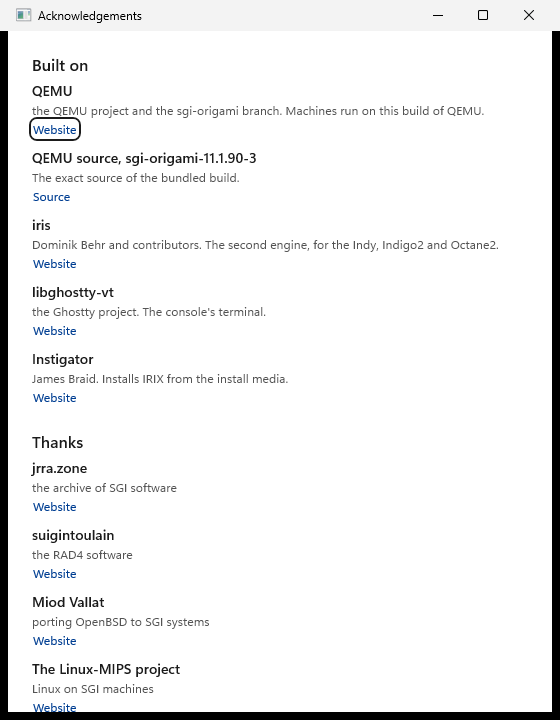 Acknowledgements
Built on
QEMU
the QEMU project and the sgi-origami branch. Machines run on this build of QEMU.
Website
QEMU source, sgi-origami-11.1.90-3
The exact source of the bundled build.
Source
iris
Dominik Behr and contributors. The second engine, for the Indy, Indigo2 and Octane2.
Website
libghostty-vt
the Ghostty project. The console's terminal.
Website
Instigator
James Braid. Installs IRIX from the install media.
Website
Thanks
jrra.zone
the archive of SGI software
Website
suigintoulain
the RAD4 software
Website
Miod Vallat
porting OpenBSD to SGI systems
Website
The Linux-MIPS project
Linux on SGI machines
Website